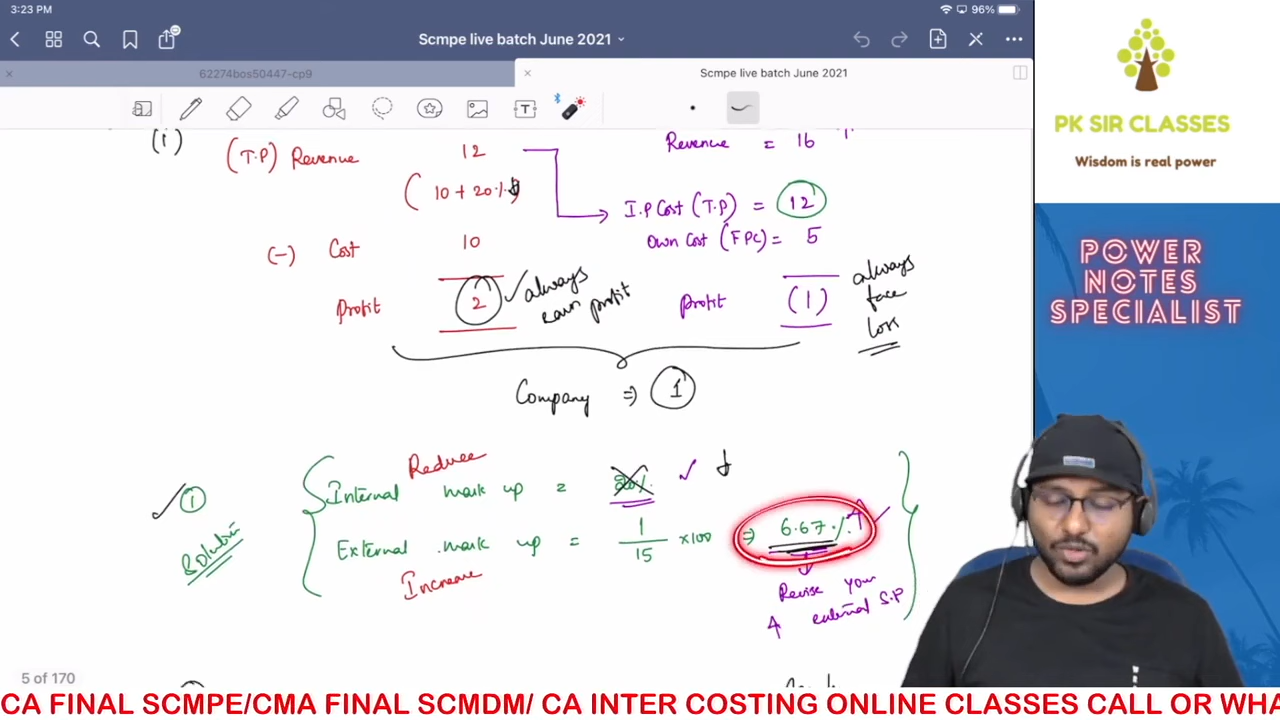 3:23 PM
96%
Scmpe live batch June 2021
62274bos50447-cp9
Scmpe live batch June 2021
(i)
(T.P) Revenue 12
(10 + 20%)
(-) Cost 10
Profit 2
✓ always earn profit
Revenue = 16
I.P Cost (T.P) = 12
Own Cost (FPC) = 5
Profit (1)
always
face
loss
Company ⇒ 1
① Solution
Reduce
Internal mark up = 20% ✓ ↓
External mark up = 1/15 ×100 ⇒ 6.67% ↑ ✓
Increase
Revise your
↑ external S.P
5 of 170
PK SIR CLASSES
Wisdom is real power
POWER
NOTES
SPECIALIST
CA FINAL SCMPE/CMA FINAL SCMDM/ CA INTER COSTING ONLINE CLASSES CALL OR WHA